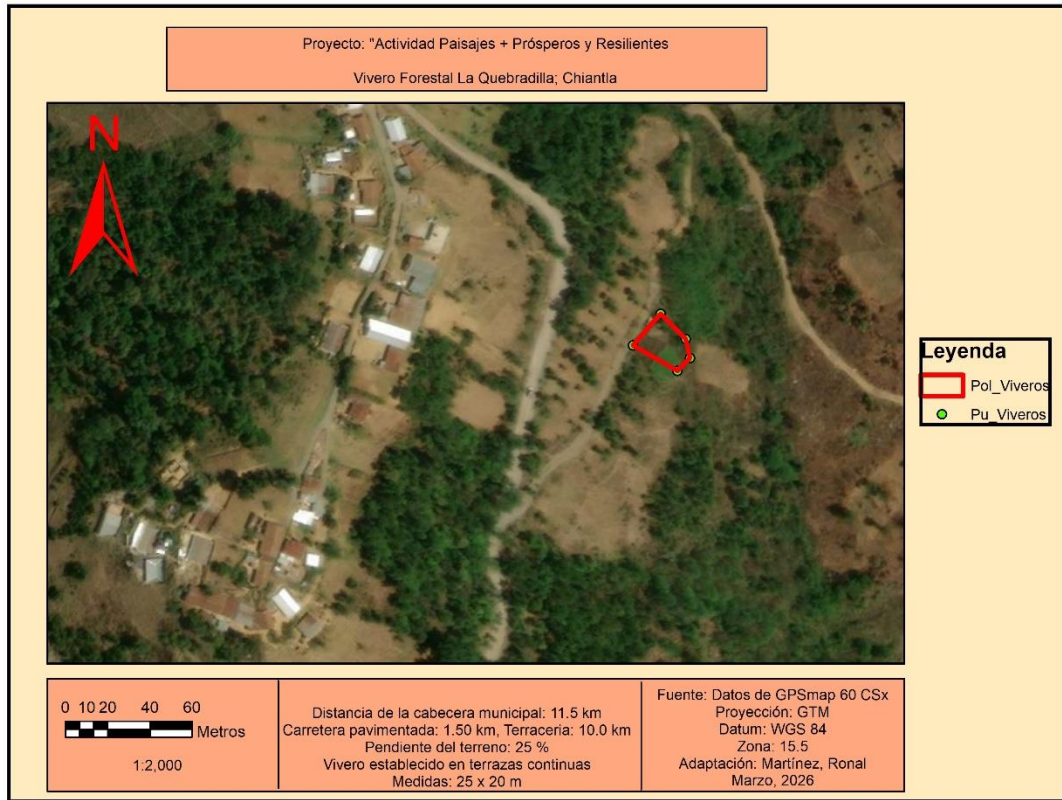 Proyecto: "Actividad Paisajes + Prósperos y Resilientes
Vivero Forestal La Quebradilla; Chiantla
N
Leyenda
Pol_Viveros
Pu_Viveros
0 10 20 40 60
Metros
1:2,000
Distancia de la cabecera municipal: 11.5 km
Carretera pavimentada: 1.50 km, Terraceria: 10.0 km
Pendiente del terreno: 25 %
Vivero establecido en terrazas continuas
Medidas: 25 x 20 m
Fuente: Datos de GPSmap 60 CSx
Proyección: GTM
Datum: WGS 84
Zona: 15.5
Adaptación: Martínez, Ronal
Marzo, 2026